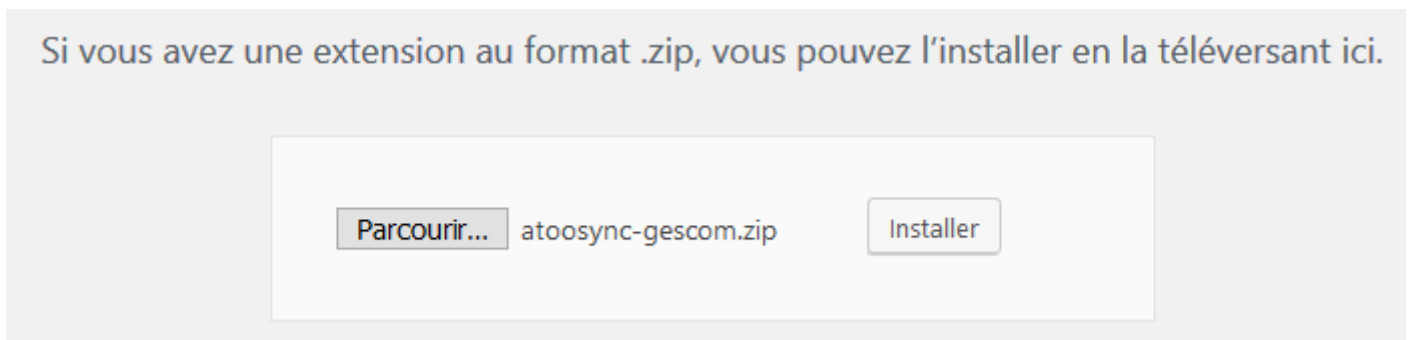 Si vous avez une extension au format .zip, vous pouvez l’installer en la téléversant ici.
Parcourir... atoosync-gescom.zip Installer